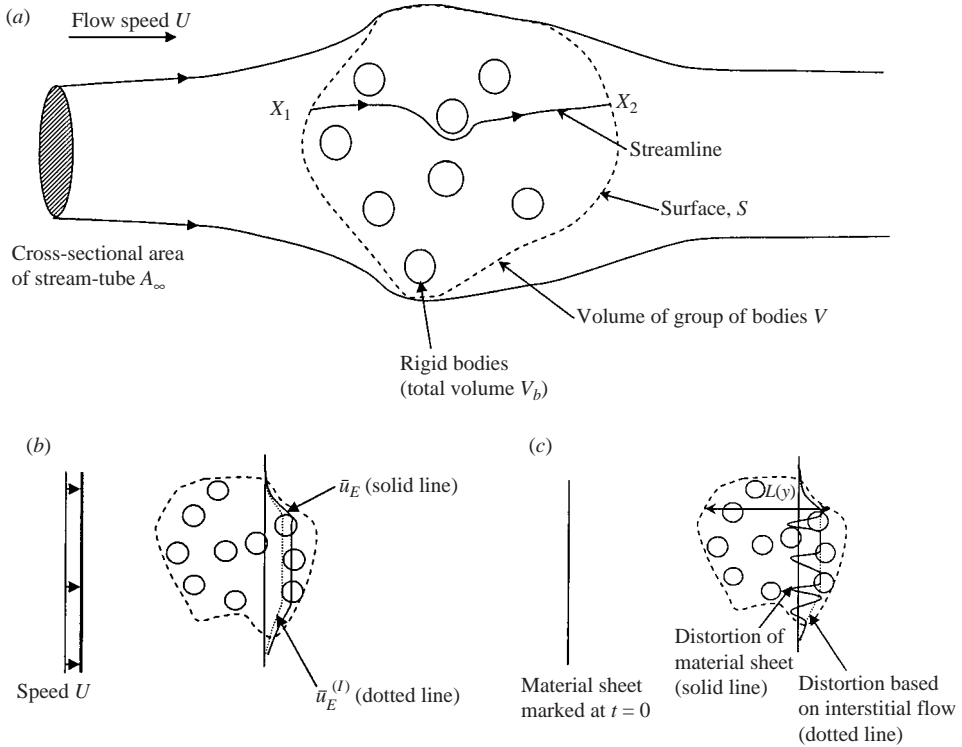 (a)
Flow speed U
X1
X2
Streamline
Surface, S
Cross-sectional area
of stream-tube A∞
Volume of group of bodies V
Rigid bodies
(total volume Vb)
(b)
ūE (solid line)
Speed U
ūE(I) (dotted line)
(c)
L(y)
Distortion of
material sheet
(solid line)
Material sheet
marked at t = 0
Distortion based
on interstitial flow
(dotted line)